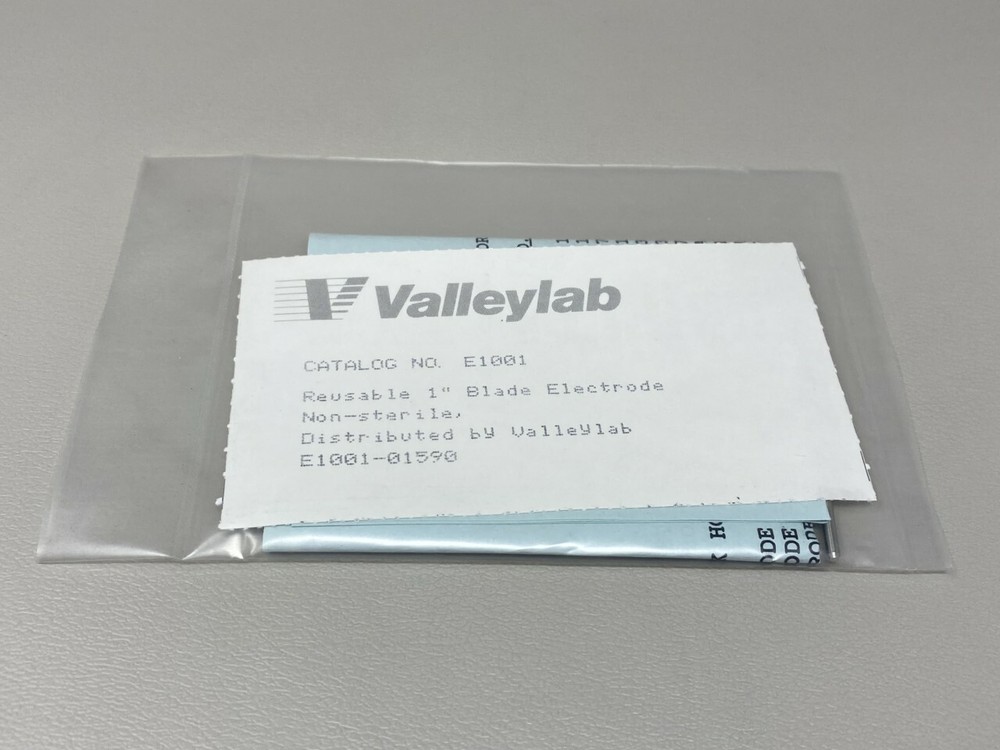 Valleylab
CATALOG NO. E1001
Reusable 1" Blade Electrode
Non-sterile,
Distributed by Valleylab
E1001-01590